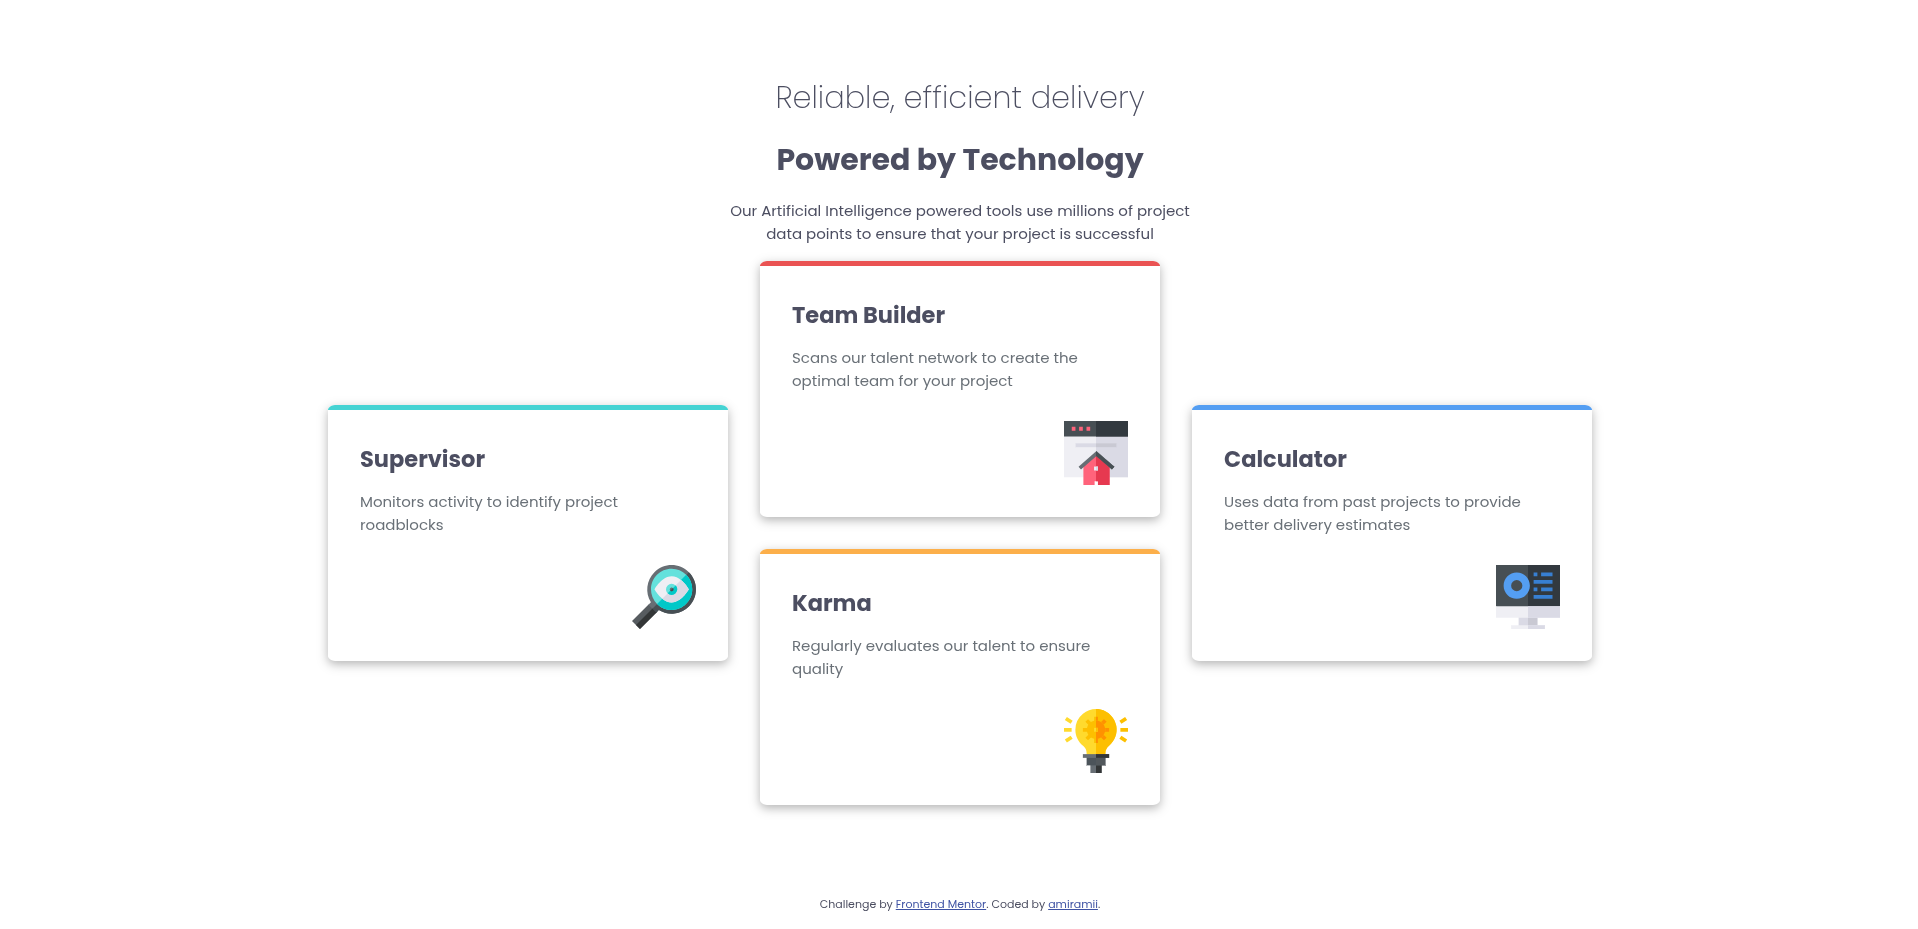 Reliable, efficient delivery
Powered by Technology
Our Artificial Intelligence powered tools use millions of project
data points to ensure that your project is successful
Supervisor
Monitors activity to identify project
roadblocks
Team Builder
Scans our talent network to create the
optimal team for your project
Karma
Regularly evaluates our talent to ensure
quality
Calculator
Uses data from past projects to provide
better delivery estimates
Challenge by Frontend Mentor. Coded by amiramii.